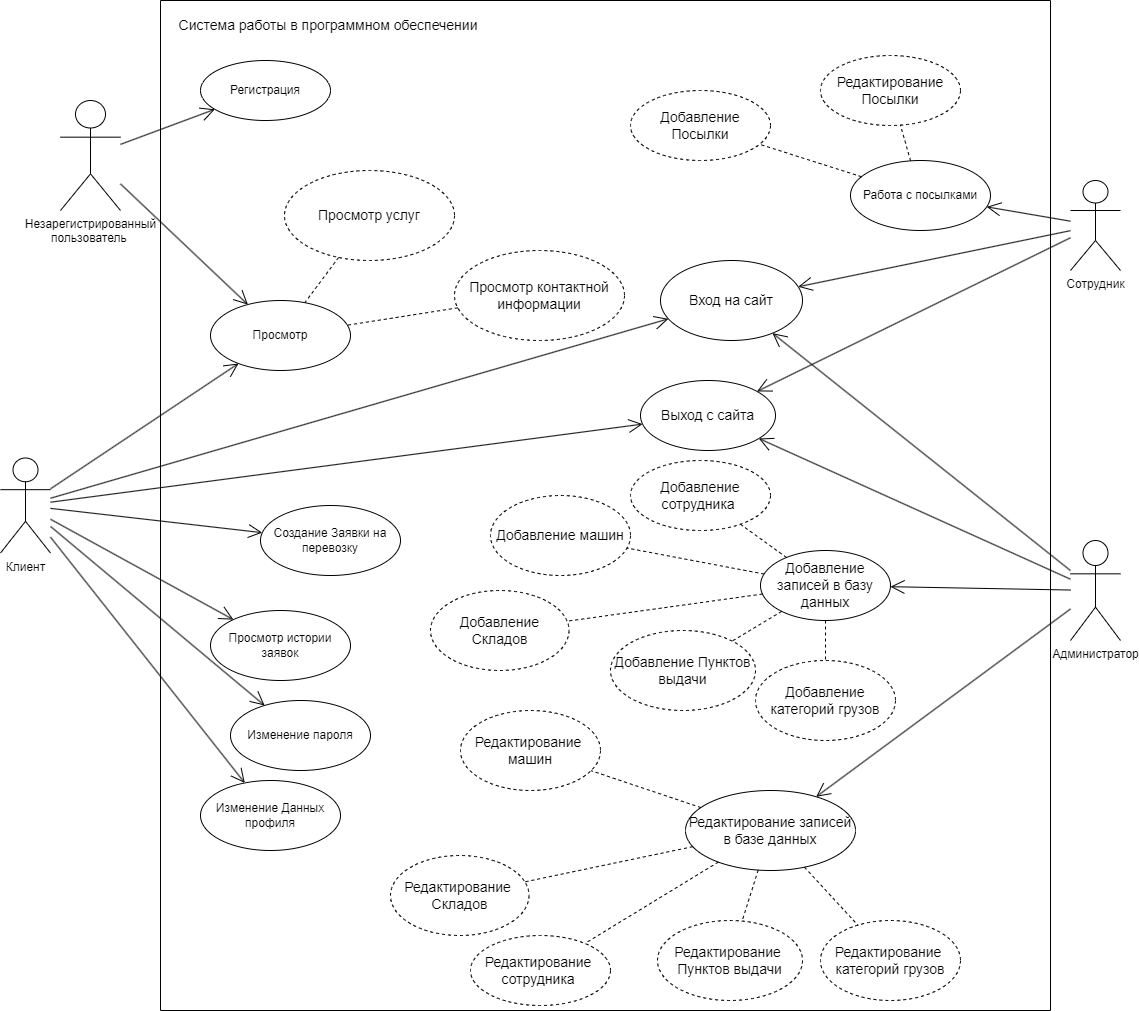 Система работы в программном обеспечении
Регистрация
Редактирование
Посылки
Добавление
Посылки
Работа с посылками
Незарегистрированный
пользователь
Просмотр услуг
Сотрудник
Просмотр контактной
информации
Вход на сайт
Просмотр
Выход с сайта
Клиент
Добавление
сотрудника
Создание Заявки на
перевозку
Добавление машин
Добавление
записей в базу
данных
Добавление
Складов
Просмотр истории
заявок
Добавление Пунктов
выдачи
Администратор
Добавление
категорий грузов
Изменение пароля
Редактирование
машин
Изменение Данных
профиля
Редактирование записей
в базе данных
Редактирование
Складов
Редактирование
сотрудника
Редактирование
Пунктов выдачи
Редактирование
категорий грузов